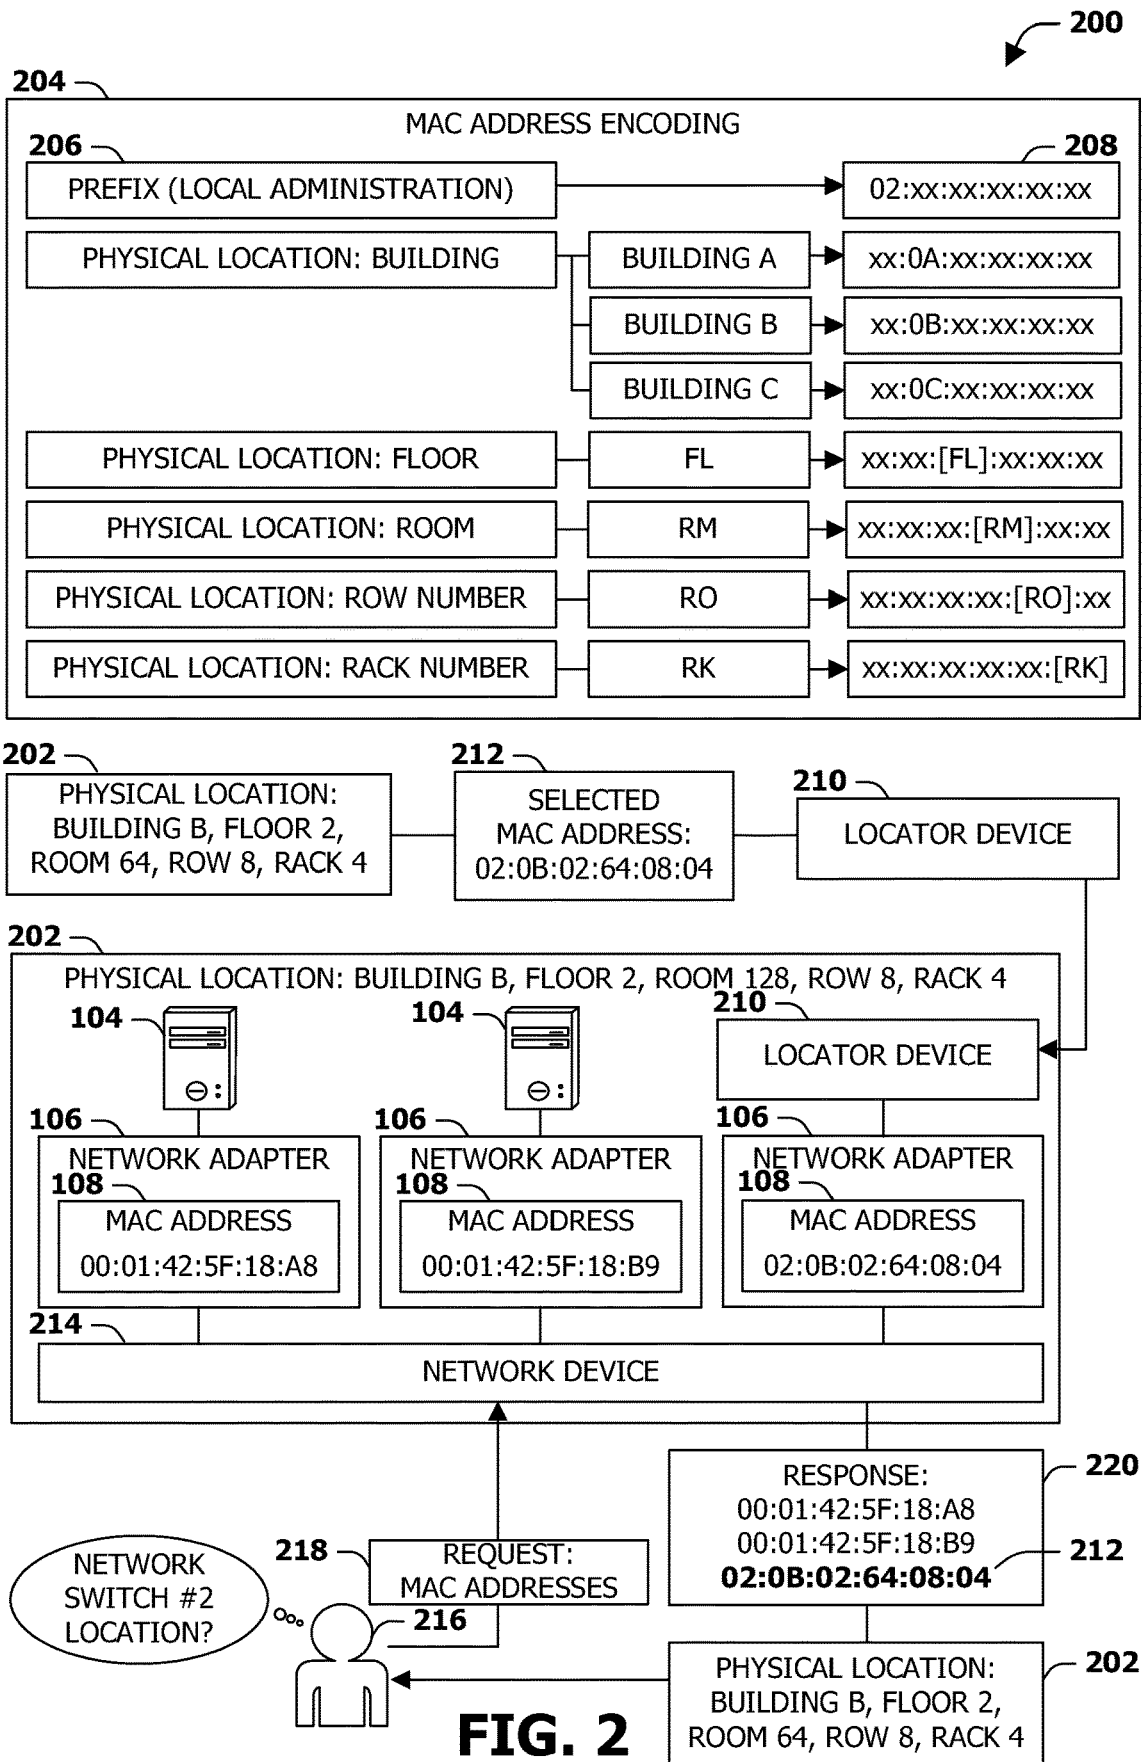 200
204
MAC ADDRESS ENCODING
206
208
PREFIX (LOCAL ADMINISTRATION)
02:xx:xx:xx:xx:xx
PHYSICAL LOCATION: BUILDING
BUILDING A
xx:0A:xx:xx:xx:xx
BUILDING B
xx:0B:xx:xx:xx:xx
BUILDING C
xx:0C:xx:xx:xx:xx
PHYSICAL LOCATION: FLOOR
FL
xx:xx:[FL]:xx:xx:xx
PHYSICAL LOCATION: ROOM
RM
xx:xx:xx:[RM]:xx:xx
PHYSICAL LOCATION: ROW NUMBER
RO
xx:xx:xx:xx:[RO]:xx
PHYSICAL LOCATION: RACK NUMBER
RK
xx:xx:xx:xx:xx:[RK]
202
PHYSICAL LOCATION:
BUILDING B, FLOOR 2,
ROOM 64, ROW 8, RACK 4
212
SELECTED
MAC ADDRESS:
02:0B:02:64:08:04
210
LOCATOR DEVICE
202
PHYSICAL LOCATION: BUILDING B, FLOOR 2, ROOM 128, ROW 8, RACK 4
104
104
210
LOCATOR DEVICE
106
NETWORK ADAPTER
108
MAC ADDRESS
00:01:42:5F:18:A8
106
NETWORK ADAPTER
108
MAC ADDRESS
00:01:42:5F:18:B9
106
NETWORK ADAPTER
108
MAC ADDRESS
02:0B:02:64:08:04
214
NETWORK DEVICE
RESPONSE:
00:01:42:5F:18:A8
00:01:42:5F:18:B9
02:0B:02:64:08:04
220
212
218
REQUEST:
MAC ADDRESSES
NETWORK
SWITCH #2
LOCATION?
216
PHYSICAL LOCATION:
BUILDING B, FLOOR 2,
ROOM 64, ROW 8, RACK 4
202
FIG. 2